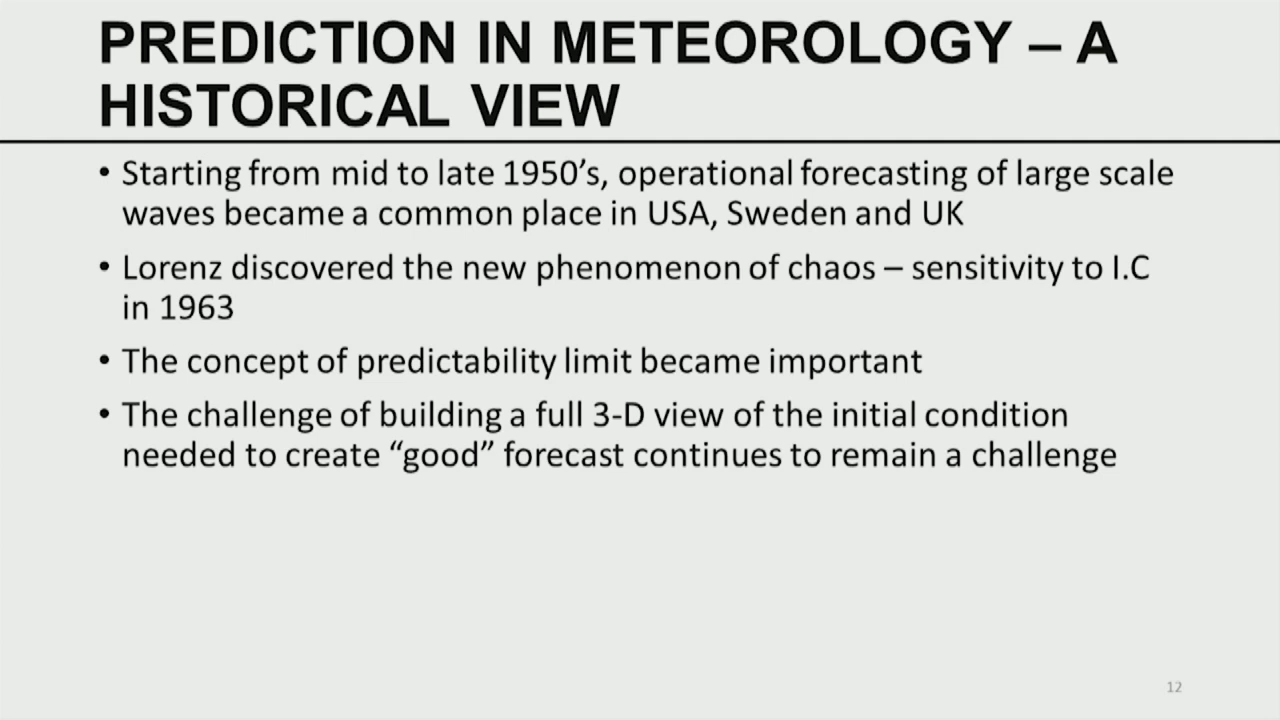 PREDICTION IN METEOROLOGY – A
HISTORICAL VIEW
• Starting from mid to late 1950’s, operational forecasting of large scale
waves became a common place in USA, Sweden and UK
• Lorenz discovered the new phenomenon of chaos – sensitivity to I.C
in 1963
• The concept of predictability limit became important
• The challenge of building a full 3-D view of the initial condition
needed to create “good” forecast continues to remain a challenge
12